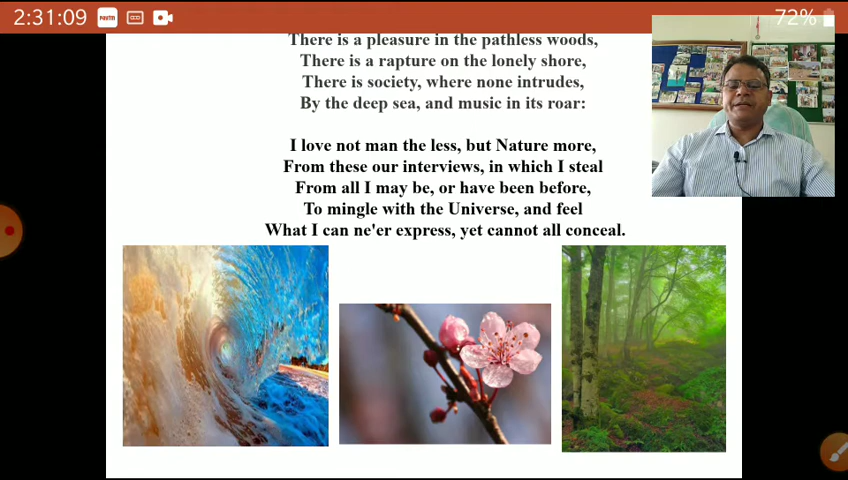 2:31:09
Paytm
72%
There is a pleasure in the pathless woods,
There is a rapture on the lonely shore,
There is society, where none intrudes,
By the deep sea, and music in its roar:
I love not man the less, but Nature more,
From these our interviews, in which I steal
From all I may be, or have been before,
To mingle with the Universe, and feel
What I can ne'er express, yet cannot all conceal.